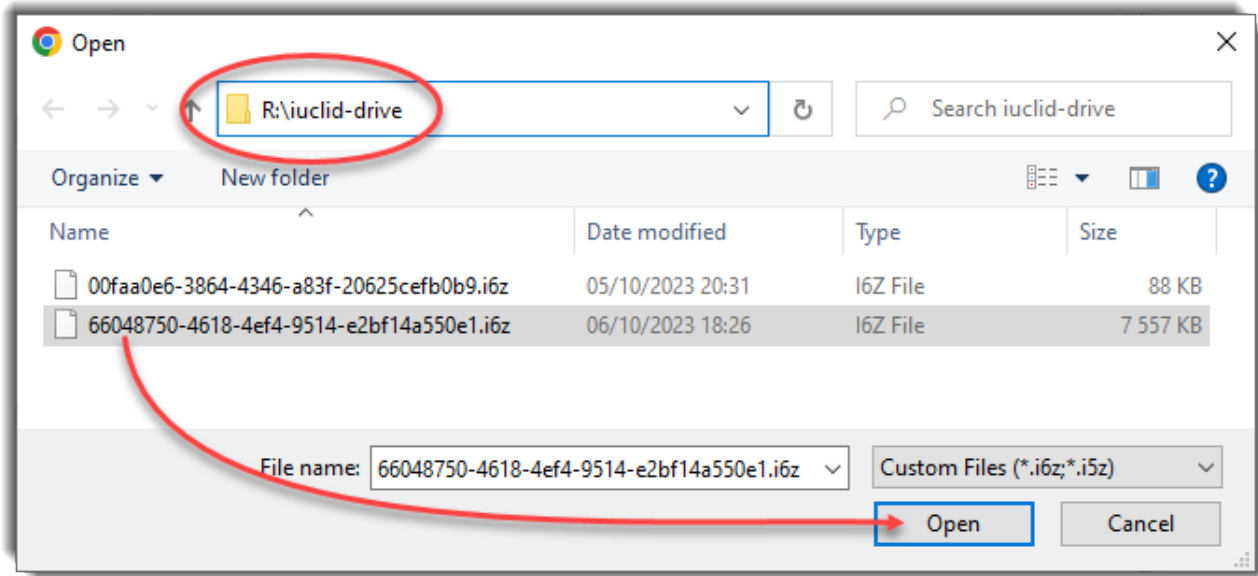 Open
R:\iuclid-drive
Search iuclid-drive
Organize
New folder
?
Name
Date modified
Type
Size
00faa0e6-3864-4346-a83f-20625cefb0b9.i6z
05/10/2023 20:31
I6Z File
88 KB
66048750-4618-4ef4-9514-e2bf14a550e1.i6z
06/10/2023 18:26
I6Z File
7 557 KB
File name:
66048750-4618-4ef4-9514-e2bf14a550e1.i6z
Custom Files (*.i6z;*.i5z)
Open
Cancel